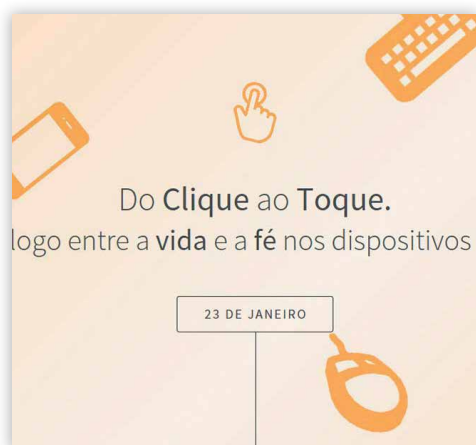 Do Clique ao Toque.
logo entre a vida e a fé nos dispositivos
23 DE JANEIRO